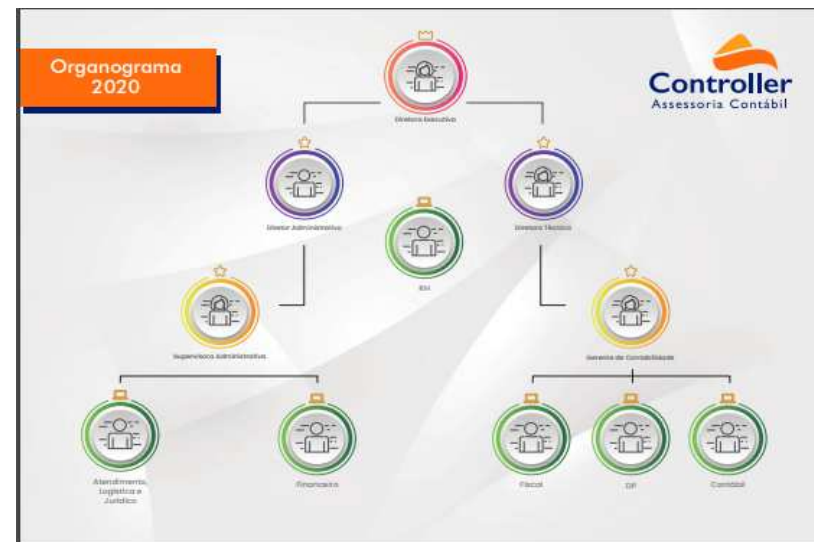 Organograma
2020
Controller
Assessoria Contábil
Diretora Executiva
Diretor Administrativo
Diretora Técnica
RH
Supervisora Administrativa
Gerente de Contabilidade
Atendimento,
Logística e
Jurídico
Financeiro
Fiscal
DP
Contábil